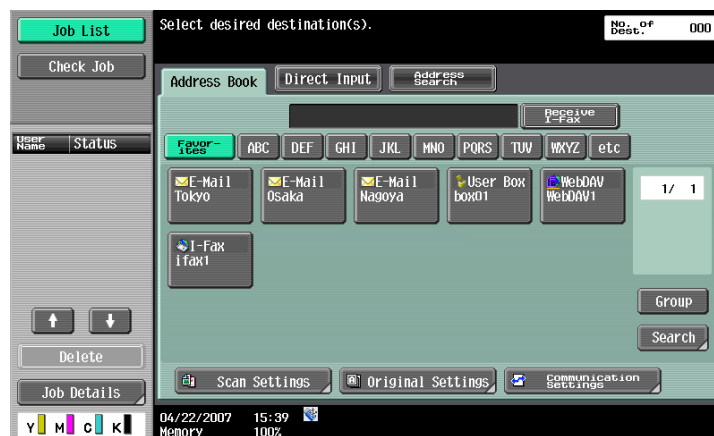 Job List
Select desired destination(s).
No. of Dest. 000
Check Job
Address Book Direct Input Address Search
Receive I-Fax
User Name Status
Favor-ites ABC DEF GHI JKL MNO PQRS TUV WXYZ etc
E-Mail Tokyo
E-Mail Osaka
E-Mail Nagoya
User Box box01
WebDAV WebDAV1
1/ 1
I-Fax ifax1
Group
Search
Delete
Scan Settings Original Settings Communication Settings
Job Details
Y M C K
04/22/2007 15:39
Memory 100%